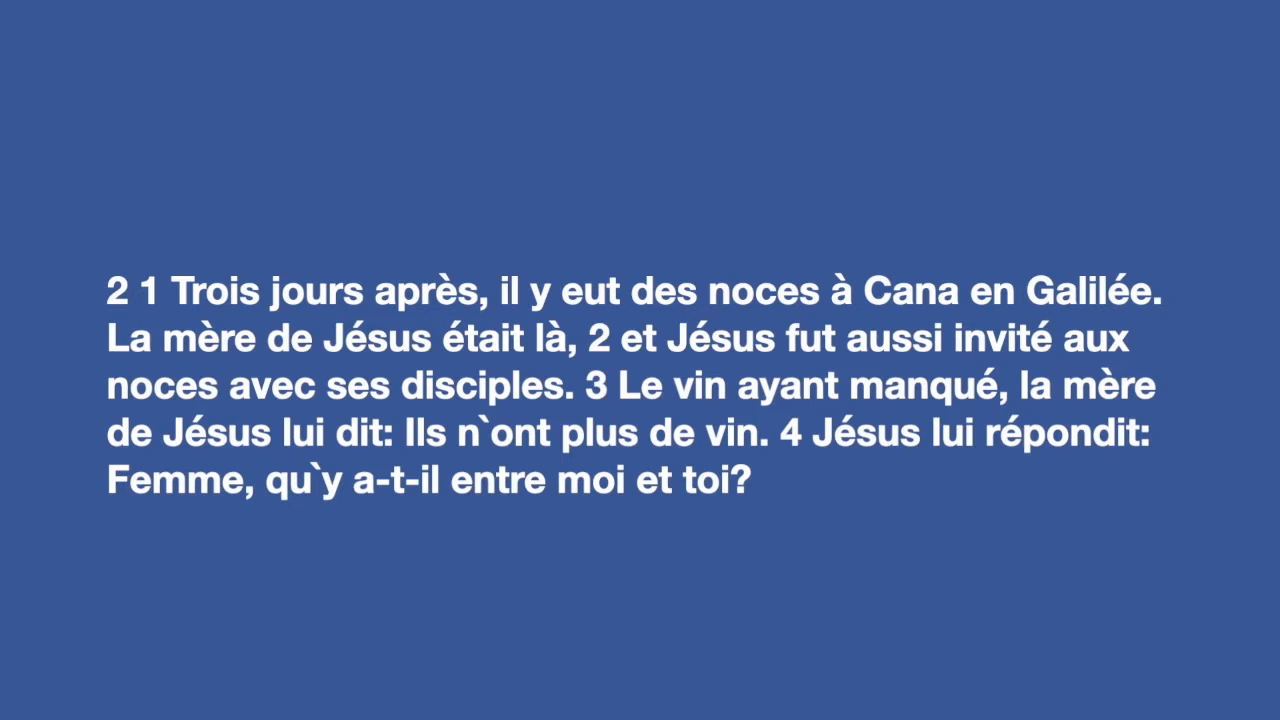 2 1 Trois jours après, il y eut des noces à Cana en Galilée.
La mère de Jésus était là, 2 et Jésus fut aussi invité aux
noces avec ses disciples. 3 Le vin ayant manqué, la mère
de Jésus lui dit: Ils n`ont plus de vin. 4 Jésus lui répondit:
Femme, qu`y a-t-il entre moi et toi?